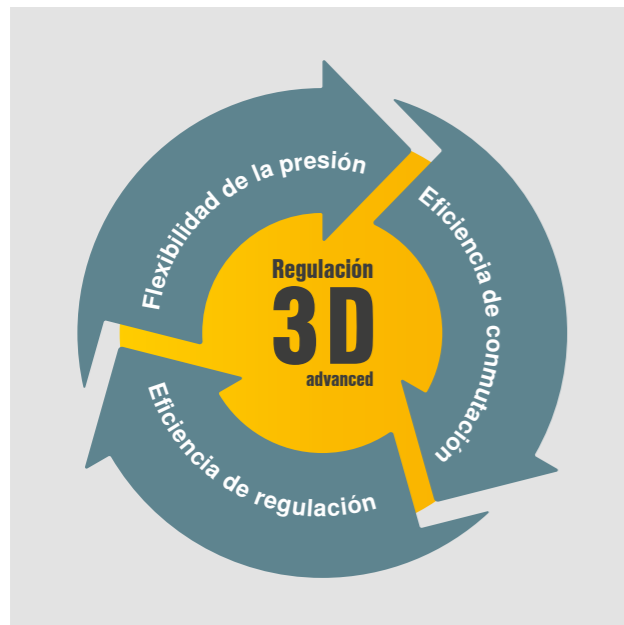 Flexibilidad de la presión
Eficiencia de conmutación
Regulación
3D
advanced
Eficiencia de regulación